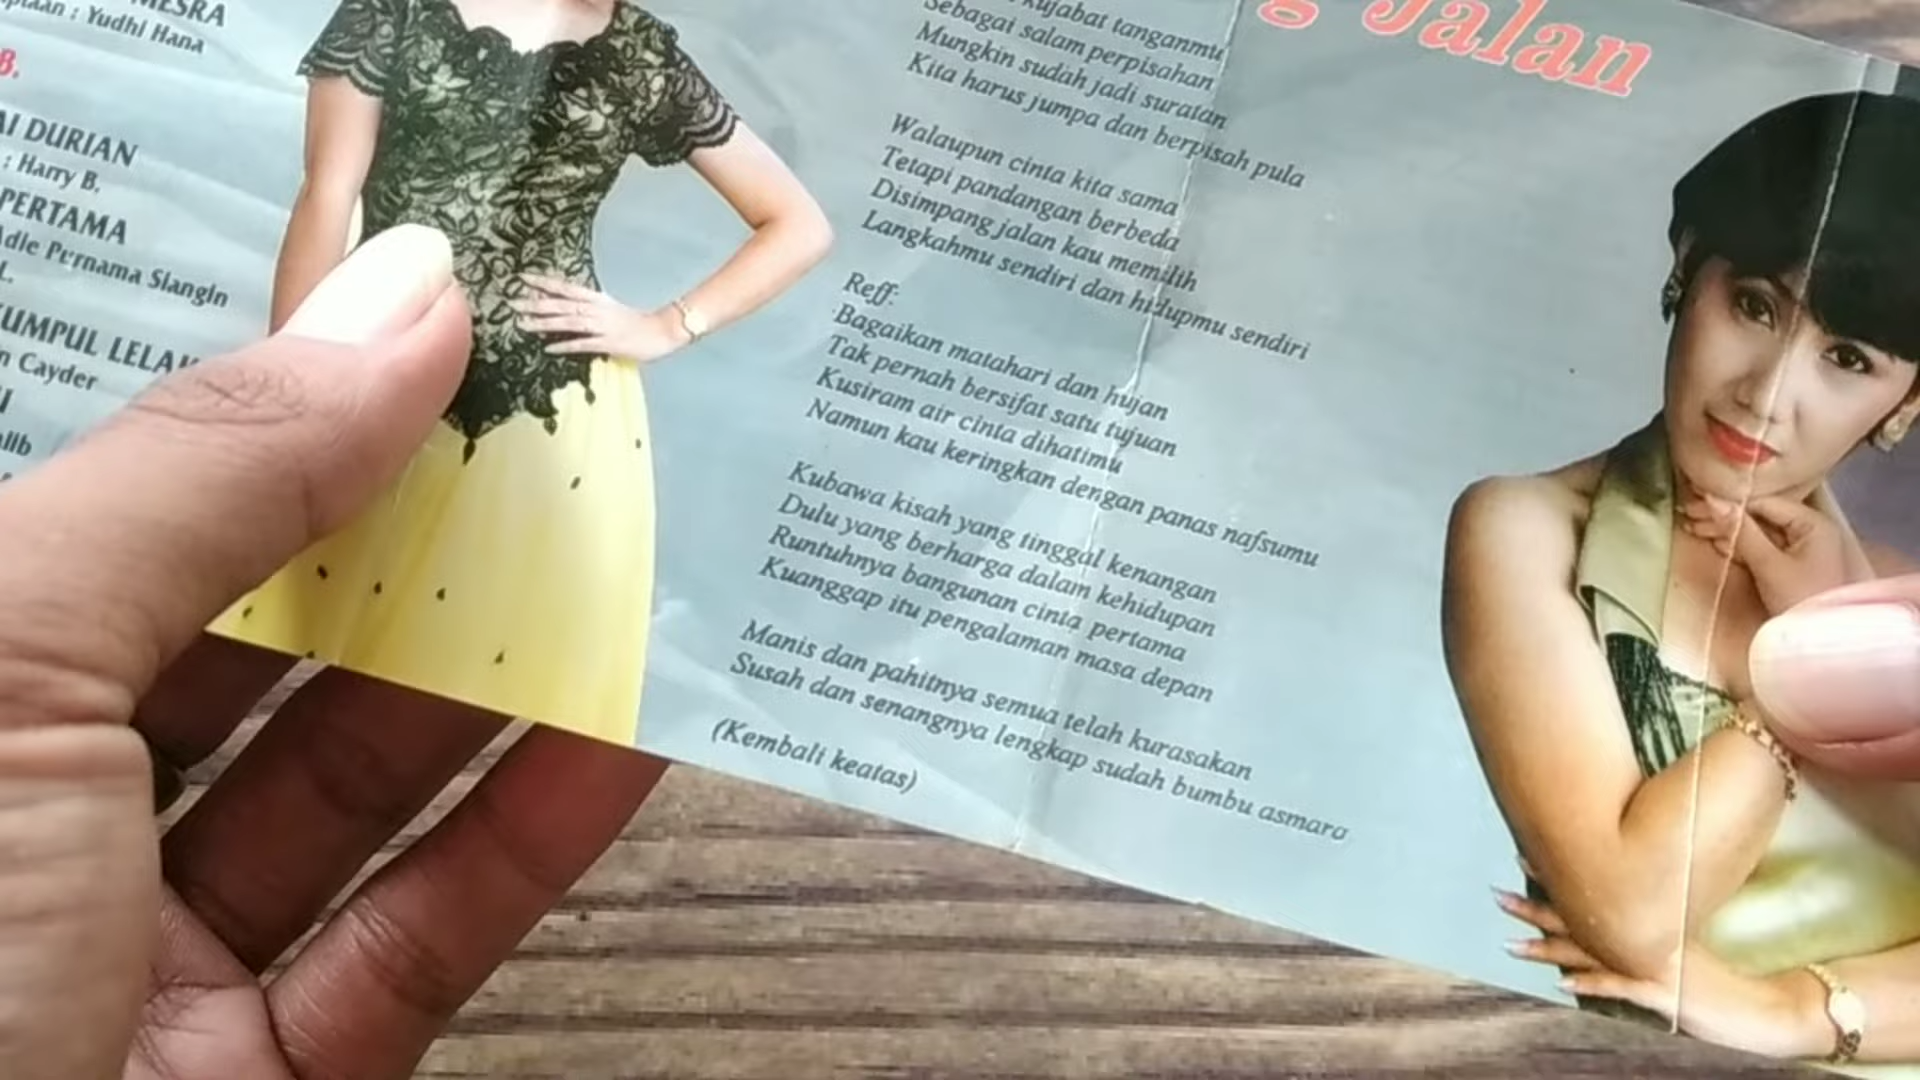 MESRA
: Yudhi Hana
B.
DURIAN
: Harry B.
PERTAMA
Adie Pernama Siangin
LELAK
Cayder
kujabat tanganmu
Sebagai salam perpisahan
Mungkin sudah jadi suratan
Kita harus jumpa dan berpisah pula
Walaupun cinta kita sama
Tetapi pandangan berbeda
Disimpang jalan kau memilih
Langkahmu sendiri dan hidupmu sendiri
Reff:
Bagaikan matahari dan hujan
Tak pernah bersifat satu tujuan
Kusiram air cinta dihatimu
Namun kau keringkan dengan panas nafsumu
Kubawa kisah yang tinggal kenangan
Dulu yang berharga dalam kehidupan
Runtuhnya bangunan cinta pertama
Kuanggap itu pengalaman masa depan
Manis dan pahitnya semua telah kurasakan
Susah dan senangnya lengkap sudah bumbu asmara
(Kembali keatas)
g Jalan